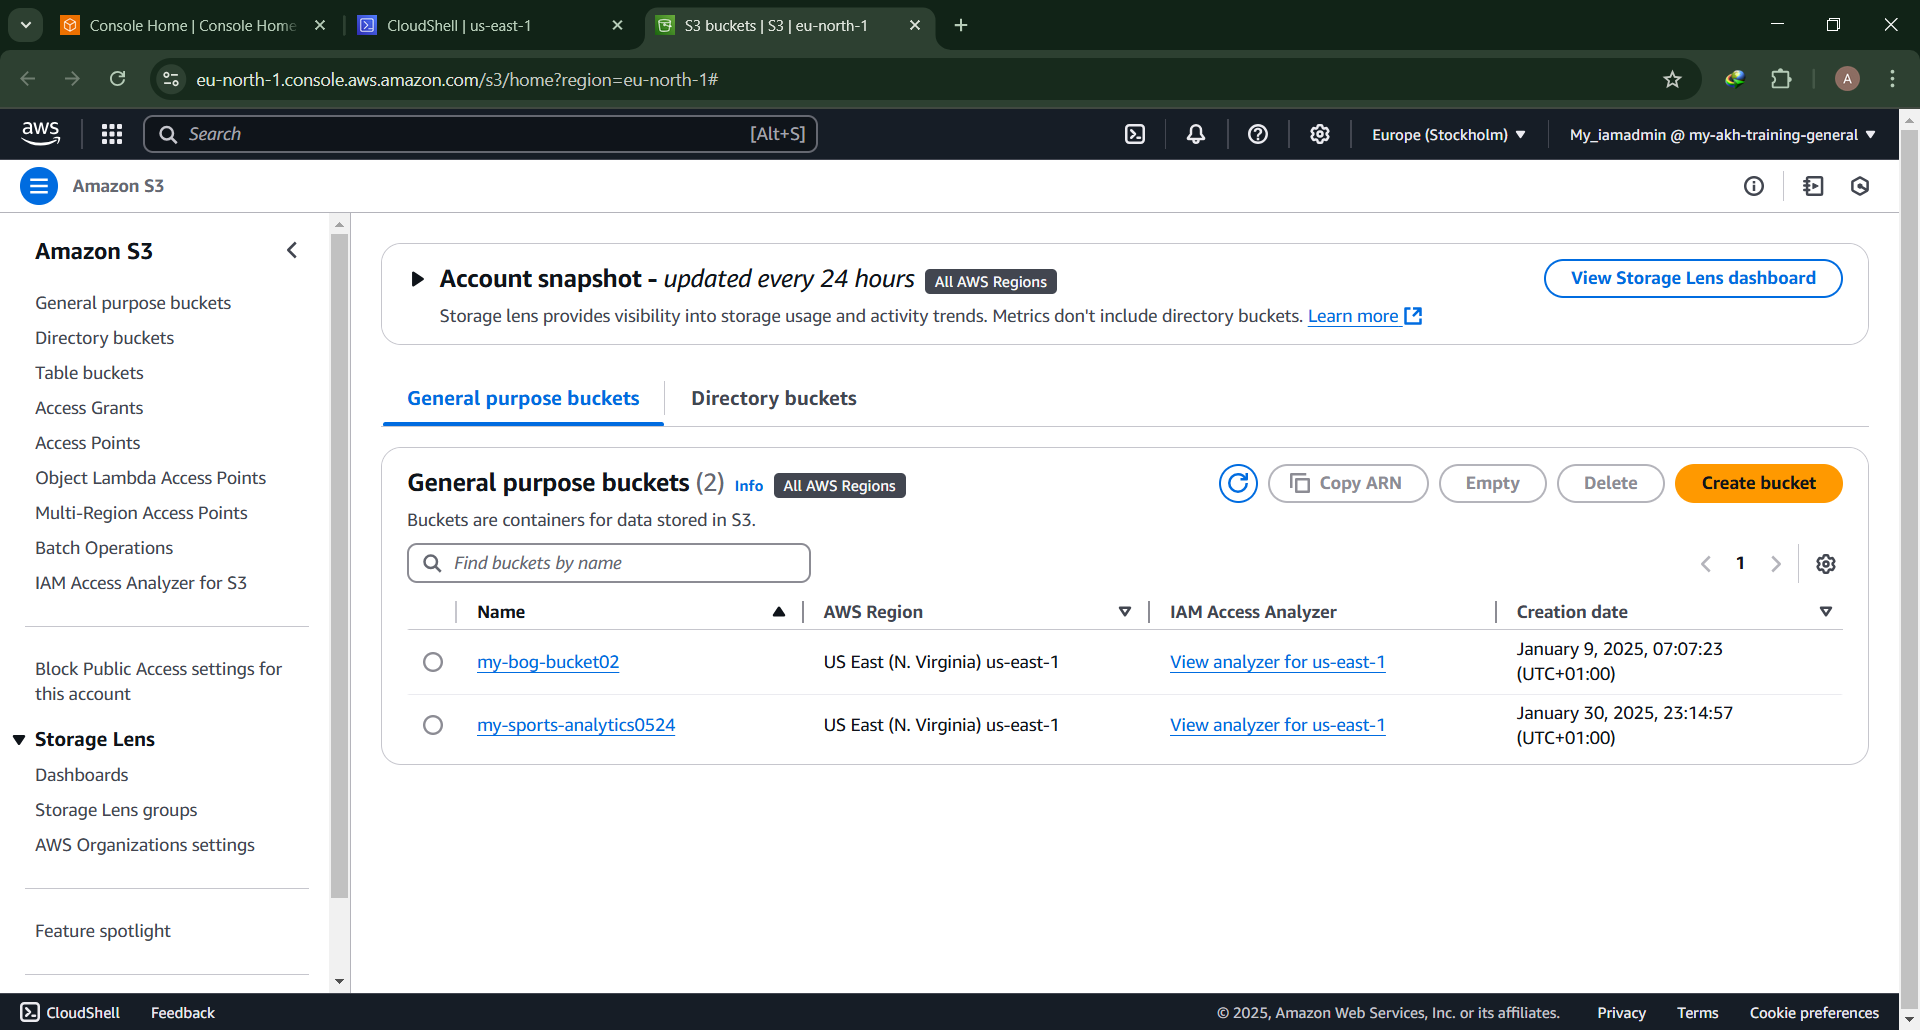 Console Home | Console Home
CloudShell | us-east-1
S3 buckets | S3 | eu-north-1
eu-north-1.console.aws.amazon.com/s3/home?region=eu-north-1#
A
aws
Search
[Alt+S]
Europe (Stockholm)
My_iamadmin @ my-akh-training-general
Amazon S3
Amazon S3
General purpose buckets
Directory buckets
Table buckets
Access Grants
Access Points
Object Lambda Access Points
Multi-Region Access Points
Batch Operations
IAM Access Analyzer for S3
Block Public Access settings for
this account
Storage Lens
Dashboards
Storage Lens groups
AWS Organizations settings
Feature spotlight
Account snapshot - updated every 24 hours
All AWS Regions
View Storage Lens dashboard
Storage lens provides visibility into storage usage and activity trends. Metrics don't include directory buckets. Learn more
General purpose buckets
Directory buckets
General purpose buckets (2) Info All AWS Regions
Copy ARN
Empty
Delete
Create bucket
Buckets are containers for data stored in S3.
Find buckets by name
1
Name
AWS Region
IAM Access Analyzer
Creation date
my-bog-bucket02
US East (N. Virginia) us-east-1
View analyzer for us-east-1
January 9, 2025, 07:07:23
(UTC+01:00)
my-sports-analytics0524
US East (N. Virginia) us-east-1
View analyzer for us-east-1
January 30, 2025, 23:14:57
(UTC+01:00)
CloudShell
Feedback
© 2025, Amazon Web Services, Inc. or its affiliates.
Privacy
Terms
Cookie preferences